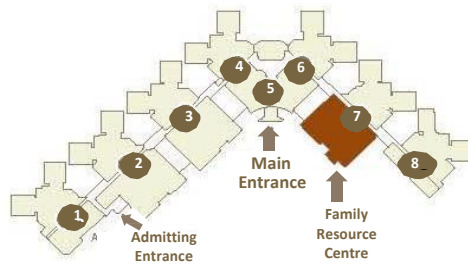 4
6
5
3
7
2
8
1
A
Main
Entrance
Admitting
Entrance
Family
Resource
Centre